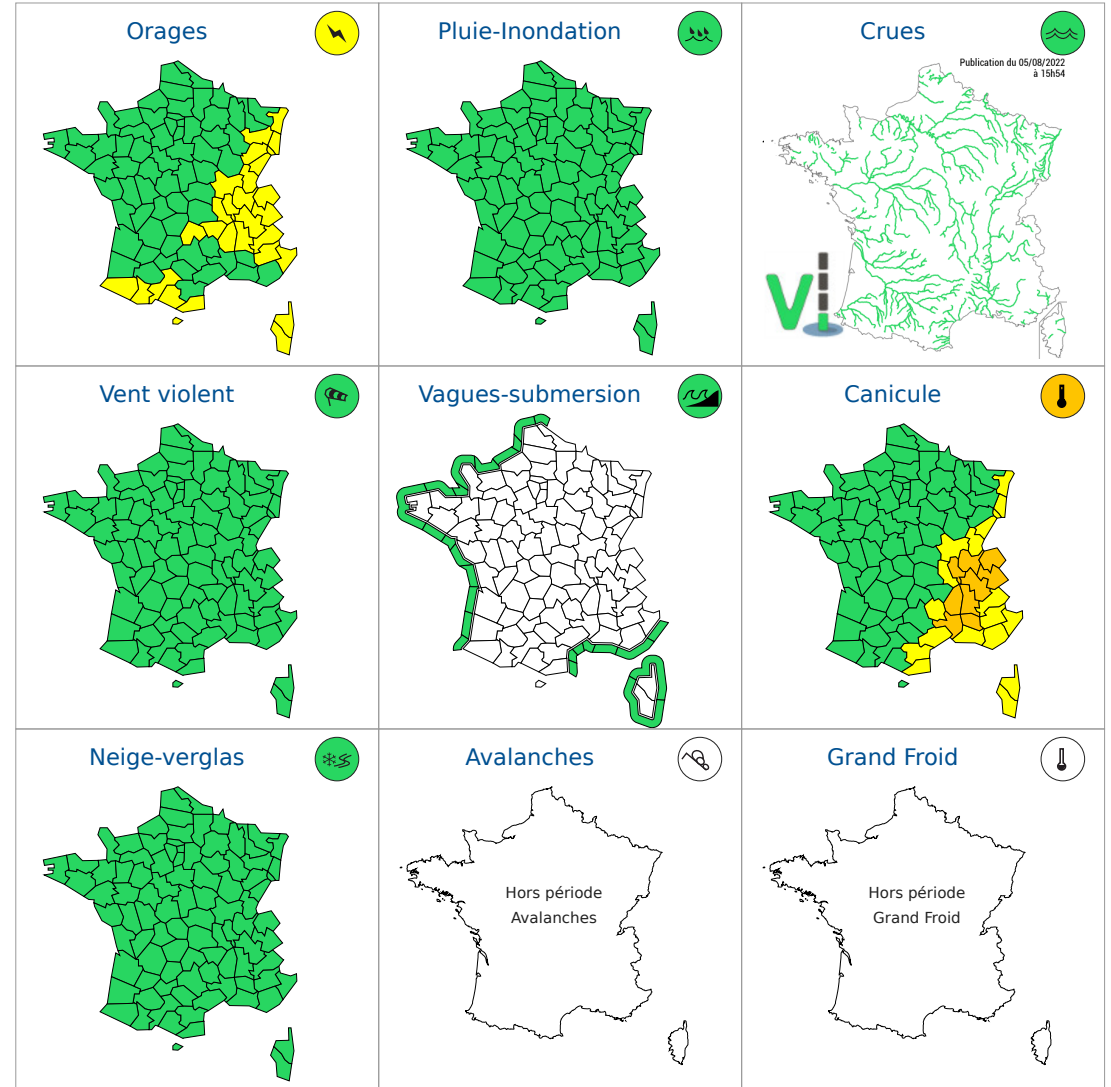 Orages
Pluie-Inondation
Crues
Publication du 05/08/2022
à 15h54
Vi
Vent violent
Vagues-submersion
Canicule
Neige-verglas
Avalanches
Grand Froid
Hors période
Avalanches
Hors période
Grand Froid